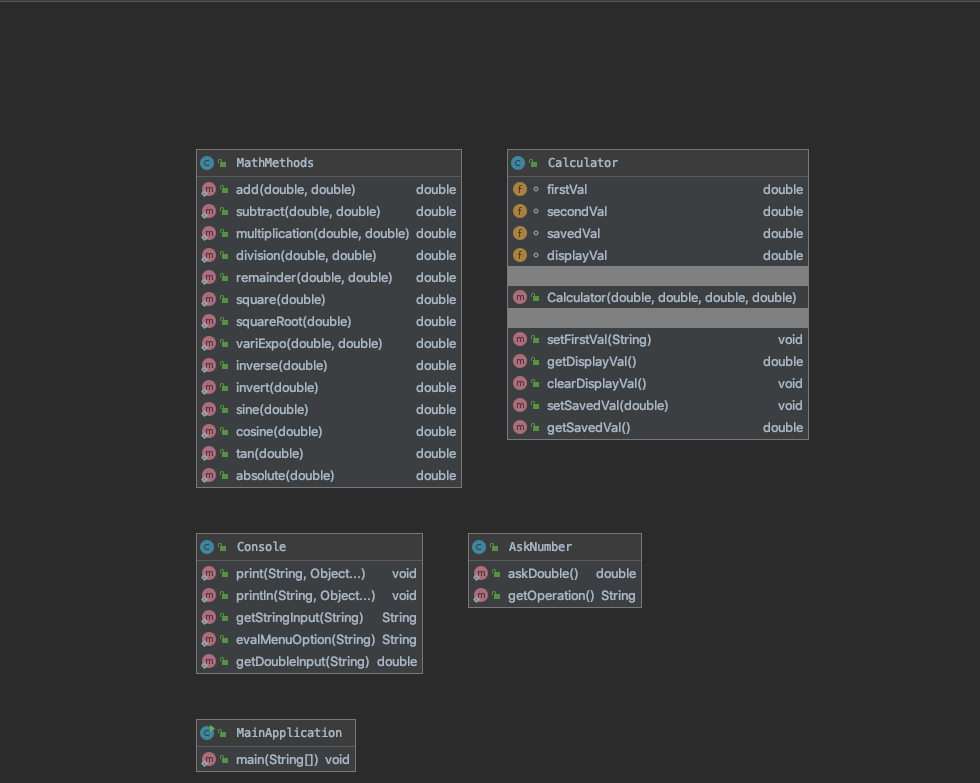 MathMethods
add(double, double) double
subtract(double, double) double
multiplication(double, double) double
division(double, double) double
remainder(double, double) double
square(double) double
squareRoot(double) double
variExpo(double, double) double
inverse(double) double
invert(double) double
sine(double) double
cosine(double) double
tan(double) double
absolute(double) double
Calculator
firstVal double
secondVal double
savedVal double
displayVal double
Calculator(double, double, double, double)
setFirstVal(String) void
getDisplayVal() double
clearDisplayVal() void
setSavedVal(double) void
getSavedVal() double
Console
print(String, Object...) void
println(String, Object...) void
getStringInput(String) String
evalMenuOption(String) String
getDoubleInput(String) double
AskNumber
askDouble() double
getOperation() String
MainApplication
main(String[]) void